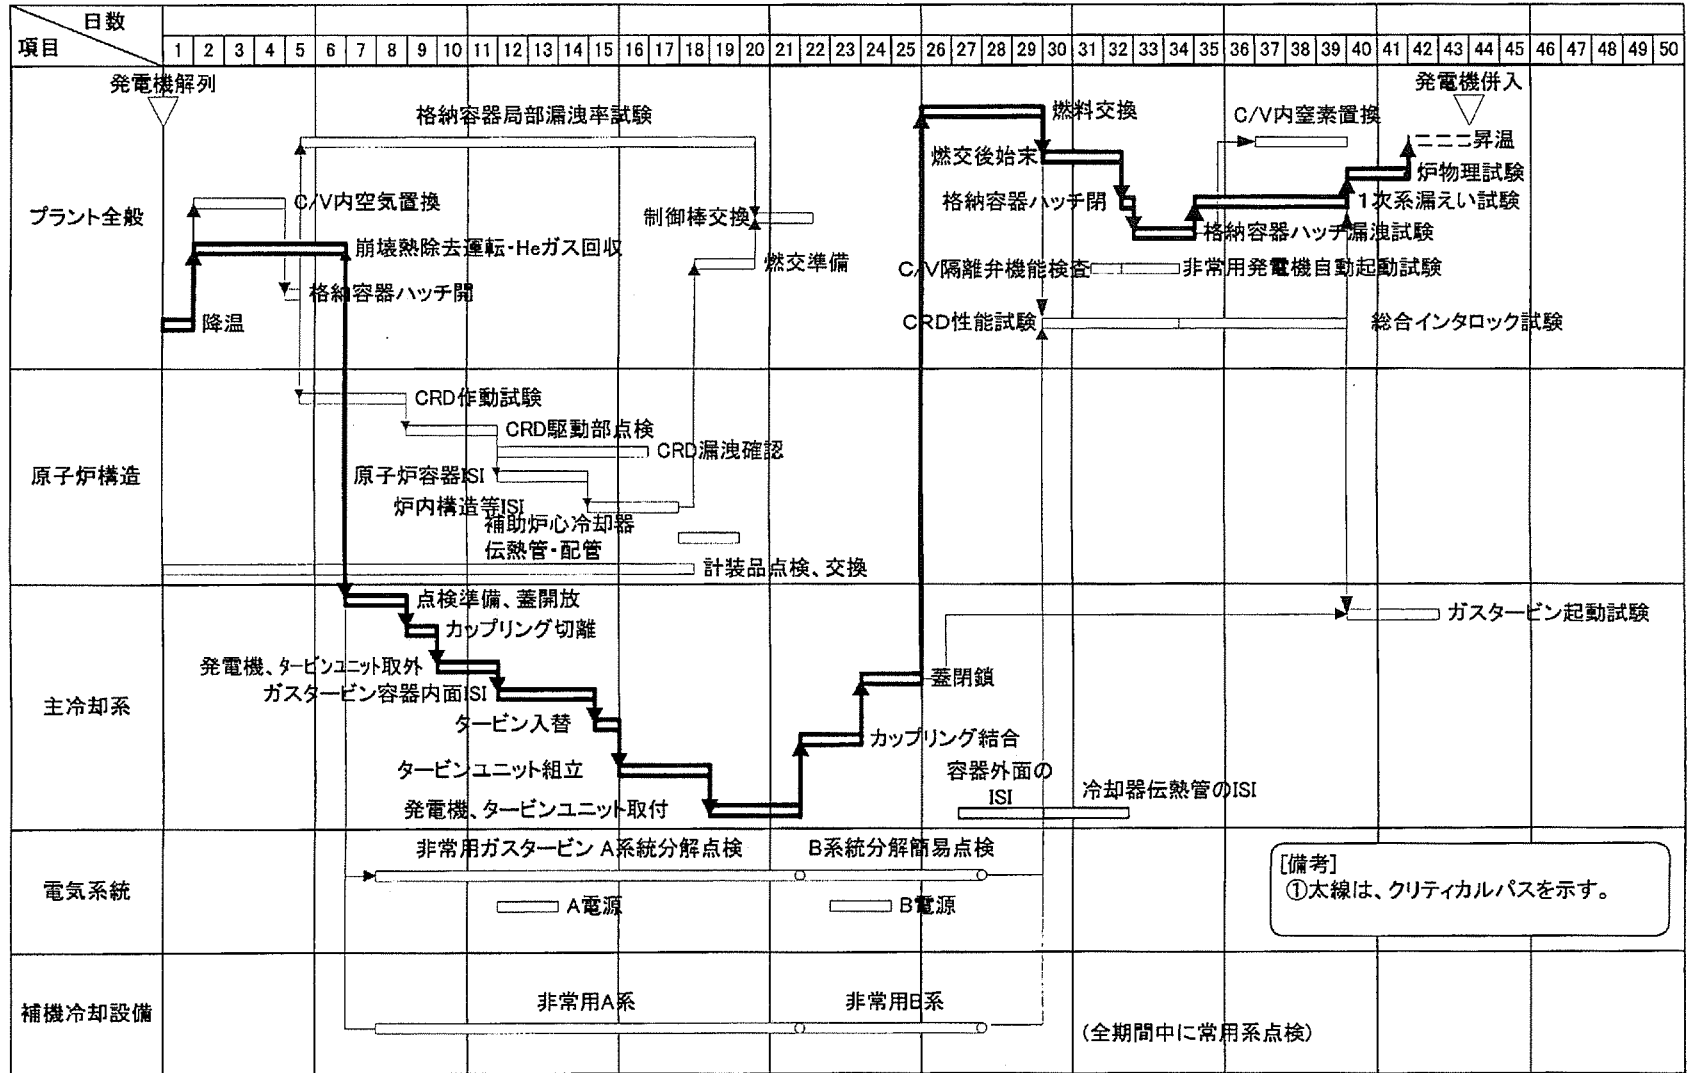 日数
項目
1 2 3 4 5 6 7 8 9 10 11 12 13 14 15 16 17 18 19 20 21 22 23 24 25 26 27 28 29 30 31 32 33 34 35 36 37 38 39 40 41 42 43 44 45 46 47 48 49 50
プラント全般
発電機解列
発電機併入
格納容器局部漏洩率試験
燃料交換
C/V内窒素置換
昇温
燃交後始末
炉物理試験
C/V内空気置換
制御棒交換
格納容器ハッチ閉
1次系漏えい試験
格納容器ハッチ漏洩試験
崩壊熱除去運転・Heガス回収
燃交準備
C/V隔離弁機能検査
非常用発電機自動起動試験
格納容器ハッチ開
降温
CRD性能試験
総合インタロック試験
原子炉構造
CRD作動試験
CRD駆動部点検
CRD漏洩確認
原子炉容器ISI
炉内構造等ISI
補助炉心冷却器
伝熱管・配管
計装品点検、交換
主冷却系
点検準備、蓋開放
ガスタービン起動試験
カップリング切離
発電機、タービンユニット取外
ガスタービン容器内面ISI
蓋閉鎖
タービン入替
カップリング結合
タービンユニット組立
容器外面の
ISI
冷却器伝熱管のISI
発電機、タービンユニット取付
電気系統
非常用ガスタービン A系統分解点検
B系統分解簡易点検
A電源
B電源
[備考]
①太線は、クリティカルパスを示す。
補機冷却設備
非常用A系
非常用B系
(全期間中に常用系点検)